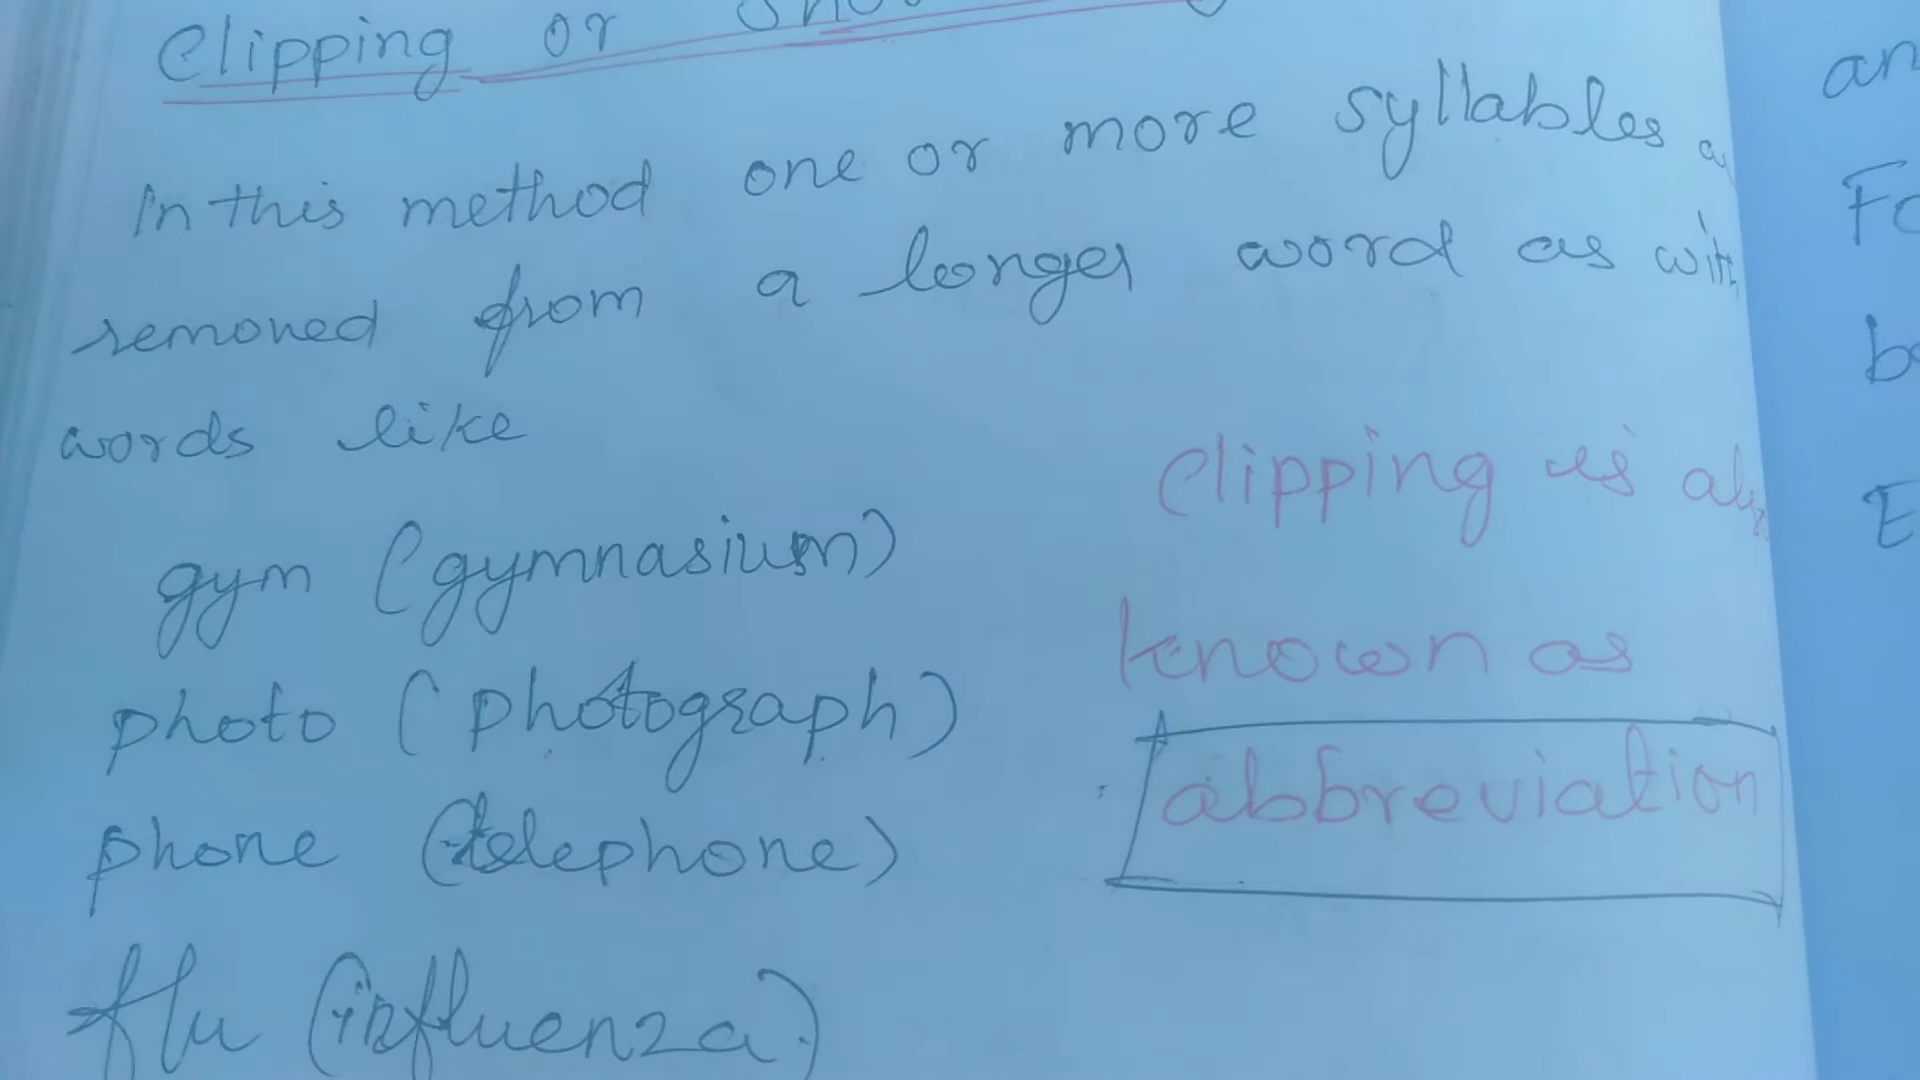 Clipping or
In this method one or more syllables
removed from a longer word as with
words like
gym (gymnasium)
photo (photograph)
phone (telephone)
flu (influenza)
Clipping is
known as
abbreviation
an